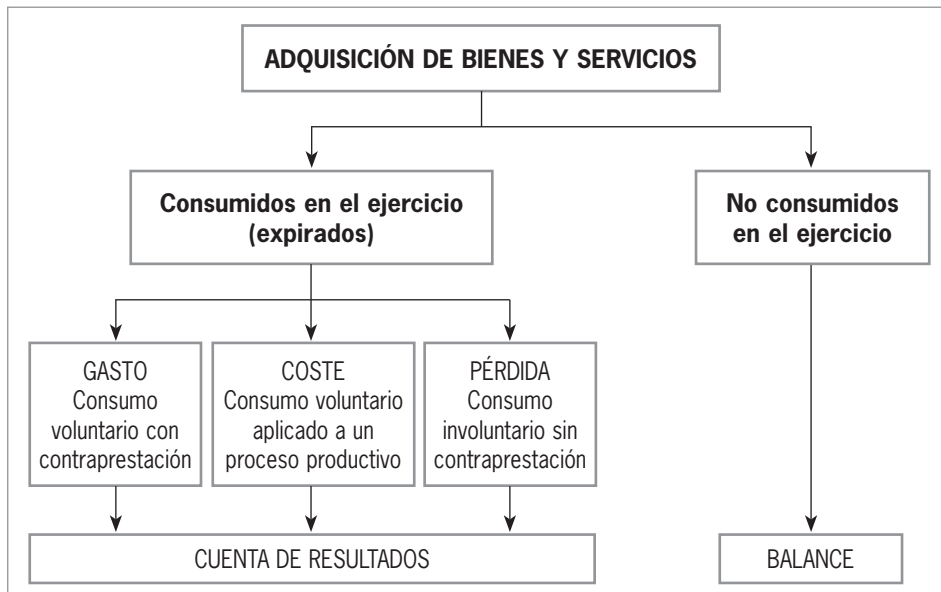 ADQUISICIÓN DE BIENES Y SERVICIOS
Consumidos en el ejercicio
(expirados)
No consumidos
en el ejercicio
GASTO
Consumo
voluntario con
contraprestación
COSTE
Consumo voluntario
aplicado a un
proceso productivo
PÉRDIDA
Consumo
involuntario sin
contraprestación
CUENTA DE RESULTADOS
BALANCE